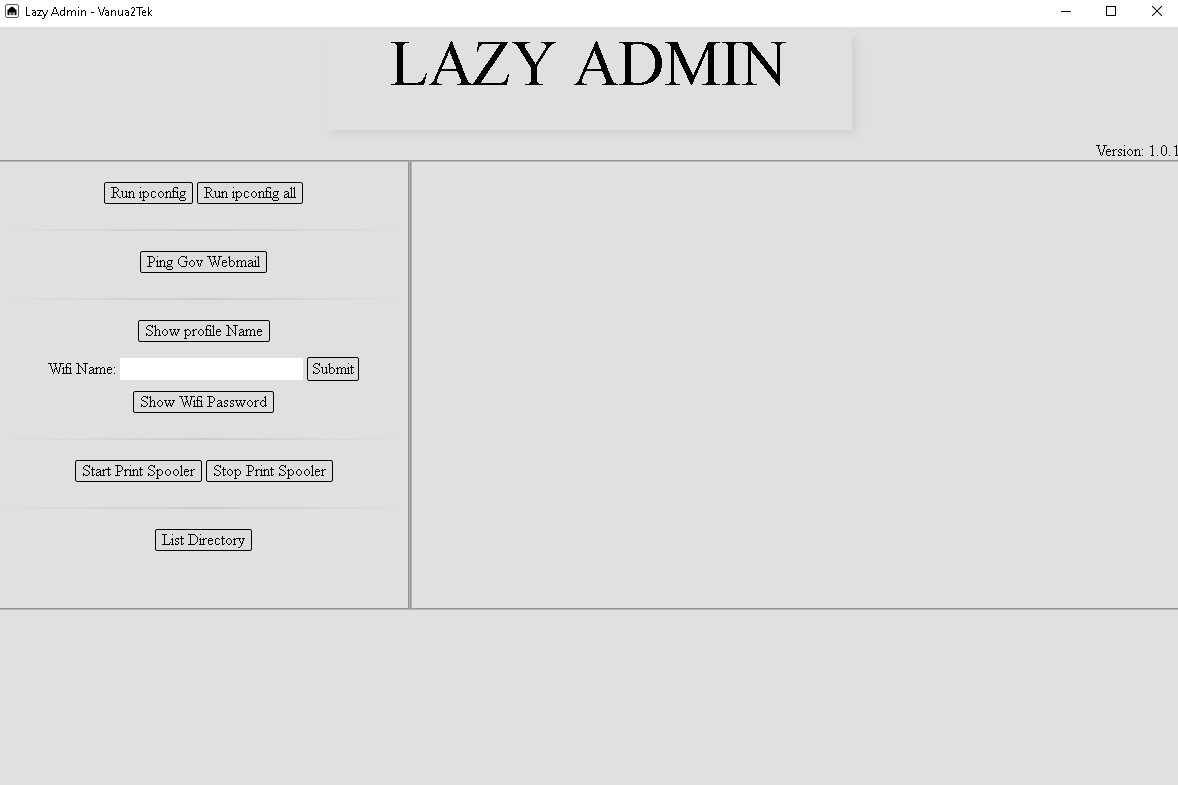 Lazy Admin - Vanua2Tek
LAZY ADMIN
Version: 1.0.1
Run ipconfig Run ipconfig all
Ping Gov Webmail
Show profile Name
Wifi Name: Submit
Show Wifi Password
Start Print Spooler Stop Print Spooler
List Directory